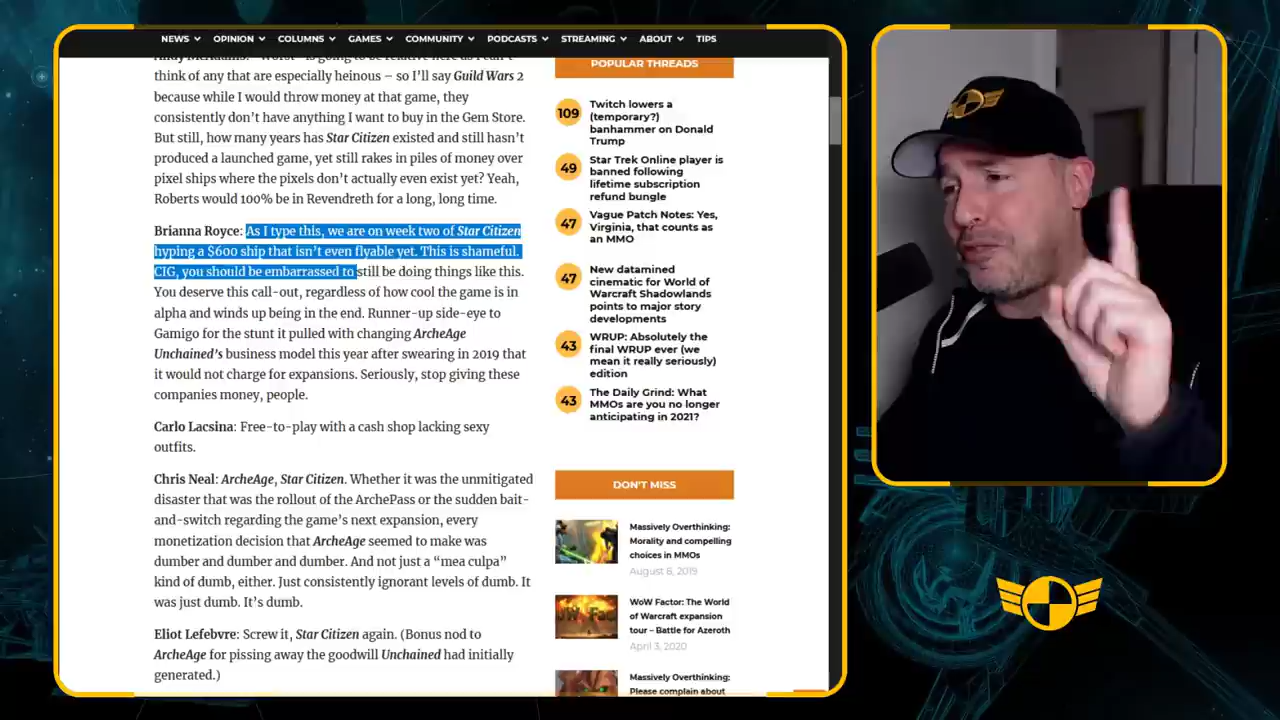 NEWS OPINION COLUMNS GAMES COMMUNITY PODCASTS STREAMING ABOUT TIPS
think of any that are especially heinous – so I'll say Guild Wars 2
because while I would throw money at that game, they
consistently don't have anything I want to buy in the Gem Store.
But still, how many years has Star Citizen existed and still hasn't
produced a launched game, yet still rakes in piles of money over
pixel ships where the pixels don't actually even exist yet? Yeah,
Roberts would 100% be in Revendreth for a long, long time.
Brianna Royce: As I type this, we are on week two of Star Citizen
hyping a $600 ship that isn't even flyable yet. This is shameful.
CIG, you should be embarrassed to still be doing things like this.
You deserve this call-out, regardless of how cool the game is in
alpha and winds up being in the end. Runner-up side-eye to
Gamigo for the stunt it pulled with changing ArcheAge
Unchained's business model this year after swearing in 2019 that
it would not charge for expansions. Seriously, stop giving these
companies money, people.
Carlo Lacsina: Free-to-play with a cash shop lacking sexy
outfits.
Chris Neal: ArcheAge, Star Citizen. Whether it was the unmitigated
disaster that was the rollout of the ArchePass or the sudden bait-
and-switch regarding the game's next expansion, every
monetization decision that ArcheAge seemed to make was
dumber and dumber and dumber. And not just a “mea culpa”
kind of dumb, either. Just consistently ignorant levels of dumb. It
was just dumb. It's dumb.
Eliot Lefebvre: Screw it, Star Citizen again. (Bonus nod to
ArcheAge for pissing away the goodwill Unchained had initially
generated.)
POPULAR THREADS
109
Twitch lowers a
(temporary?)
banhammer on Donald
Trump
49
Star Trek Online player is
banned following
lifetime subscription
refund bungle
47
Vague Patch Notes: Yes,
Virginia, that counts as
an MMO
47
New datamined
cinematic for World of
Warcraft Shadowlands
points to major story
developments
43
WRUP: Absolutely the
final WRUP ever (we
mean it really seriously)
edition
43
The Daily Grind: What
MMOs are you no longer
anticipating in 2021?
DON'T MISS
Massively Overthinking:
Morality and compelling
choices in MMOs
August 6, 2019
WoW Factor: The World
of Warcraft expansion
tour – Battle for Azeroth
April 3, 2020
Massively Overthinking:
Please complain about